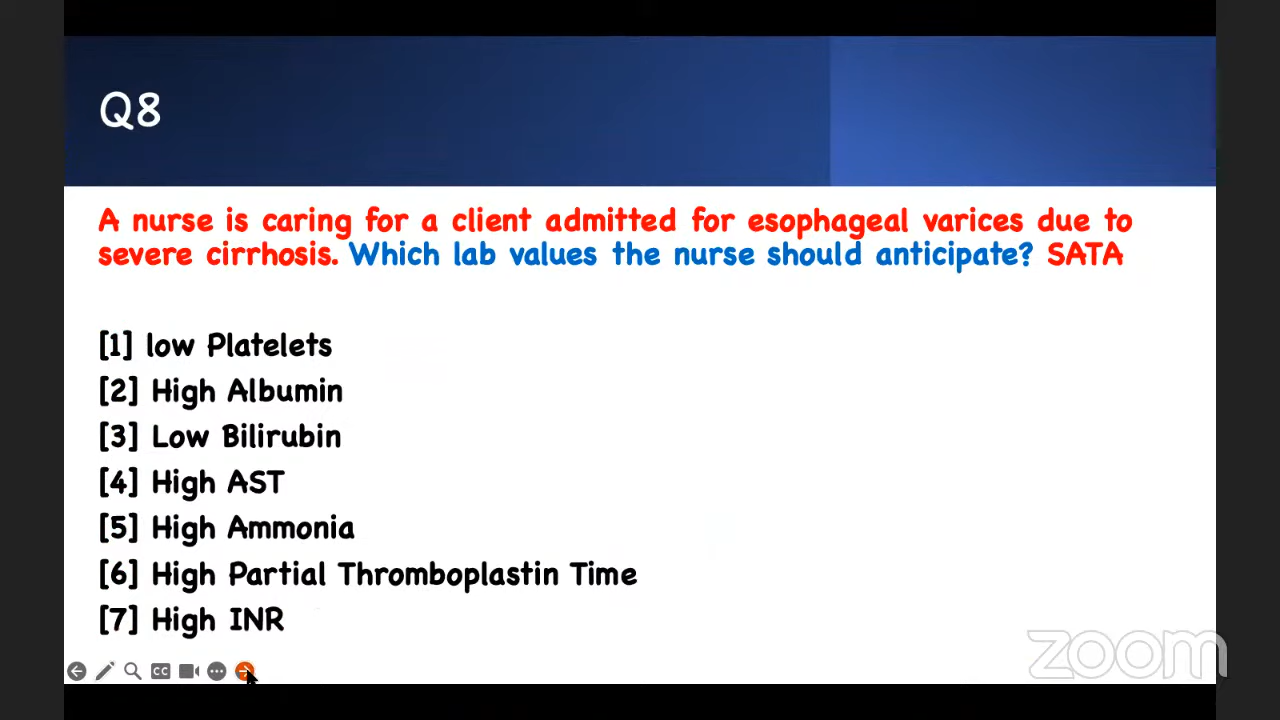 Q8
A nurse is caring for a client admitted for esophageal varices due to
severe cirrhosis. Which lab values the nurse should anticipate? SATA
[1] low Platelets
[2] High Albumin
[3] Low Bilirubin
[4] High AST
[5] High Ammonia
[6] High Partial Thromboplastin Time
[7] High INR
CC
zoom